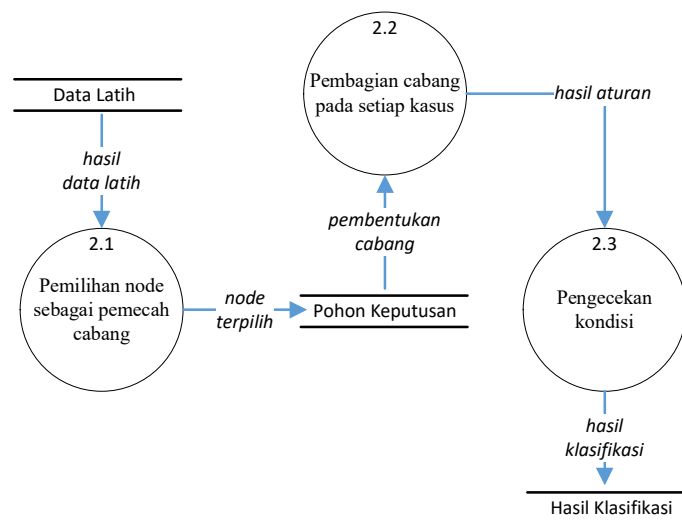 Data Latih
hasil
data latih
2.1
Pemilihan node
sebagai pemecah
cabang
node
terpilih
Pohon Keputusan
pembentukan
cabang
2.2
Pembagian cabang
pada setiap kasus
hasil aturan
2.3
Pengecekan
kondisi
hasil
klasifikasi
Hasil Klasifikasi